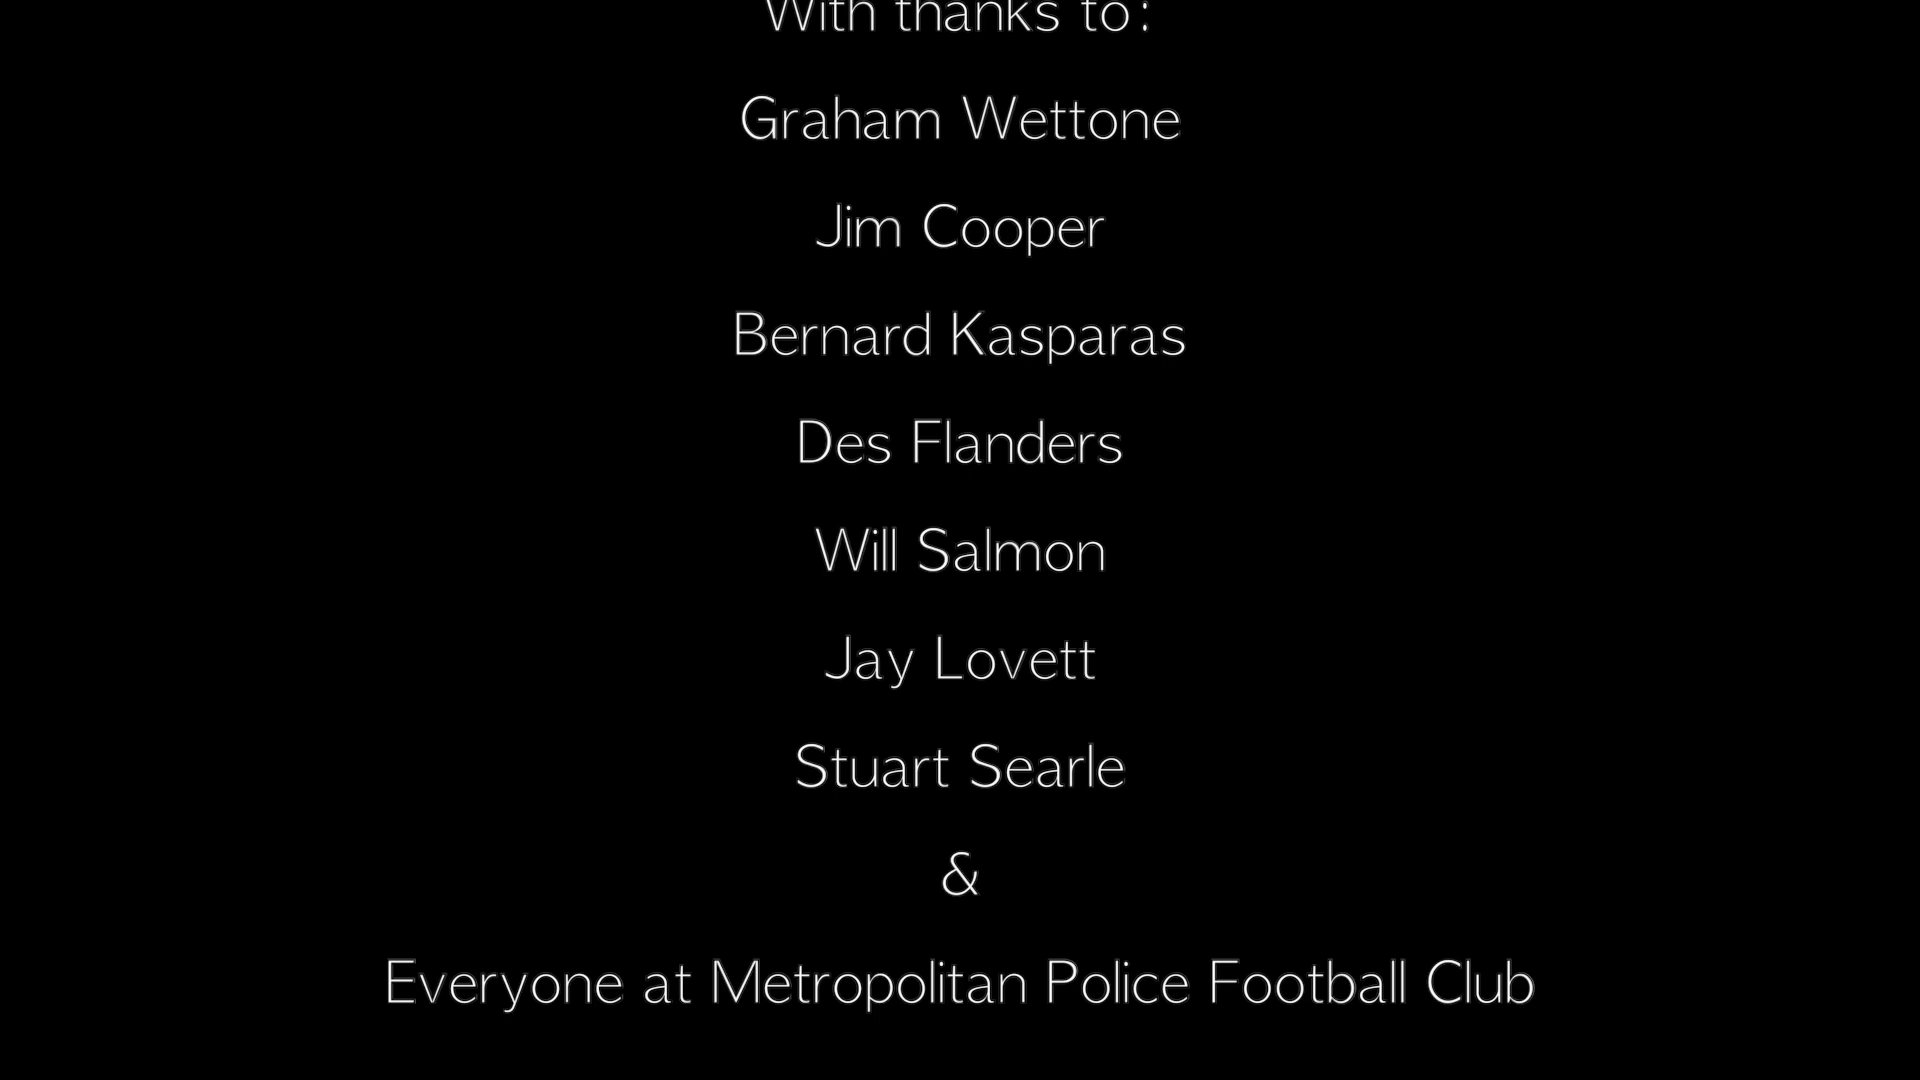 With thanks to:
Graham Wettone
Jim Cooper
Bernard Kasparas
Des Flanders
Will Salmon
Jay Lovett
Stuart Searle
&
Everyone at Metropolitan Police Football Club